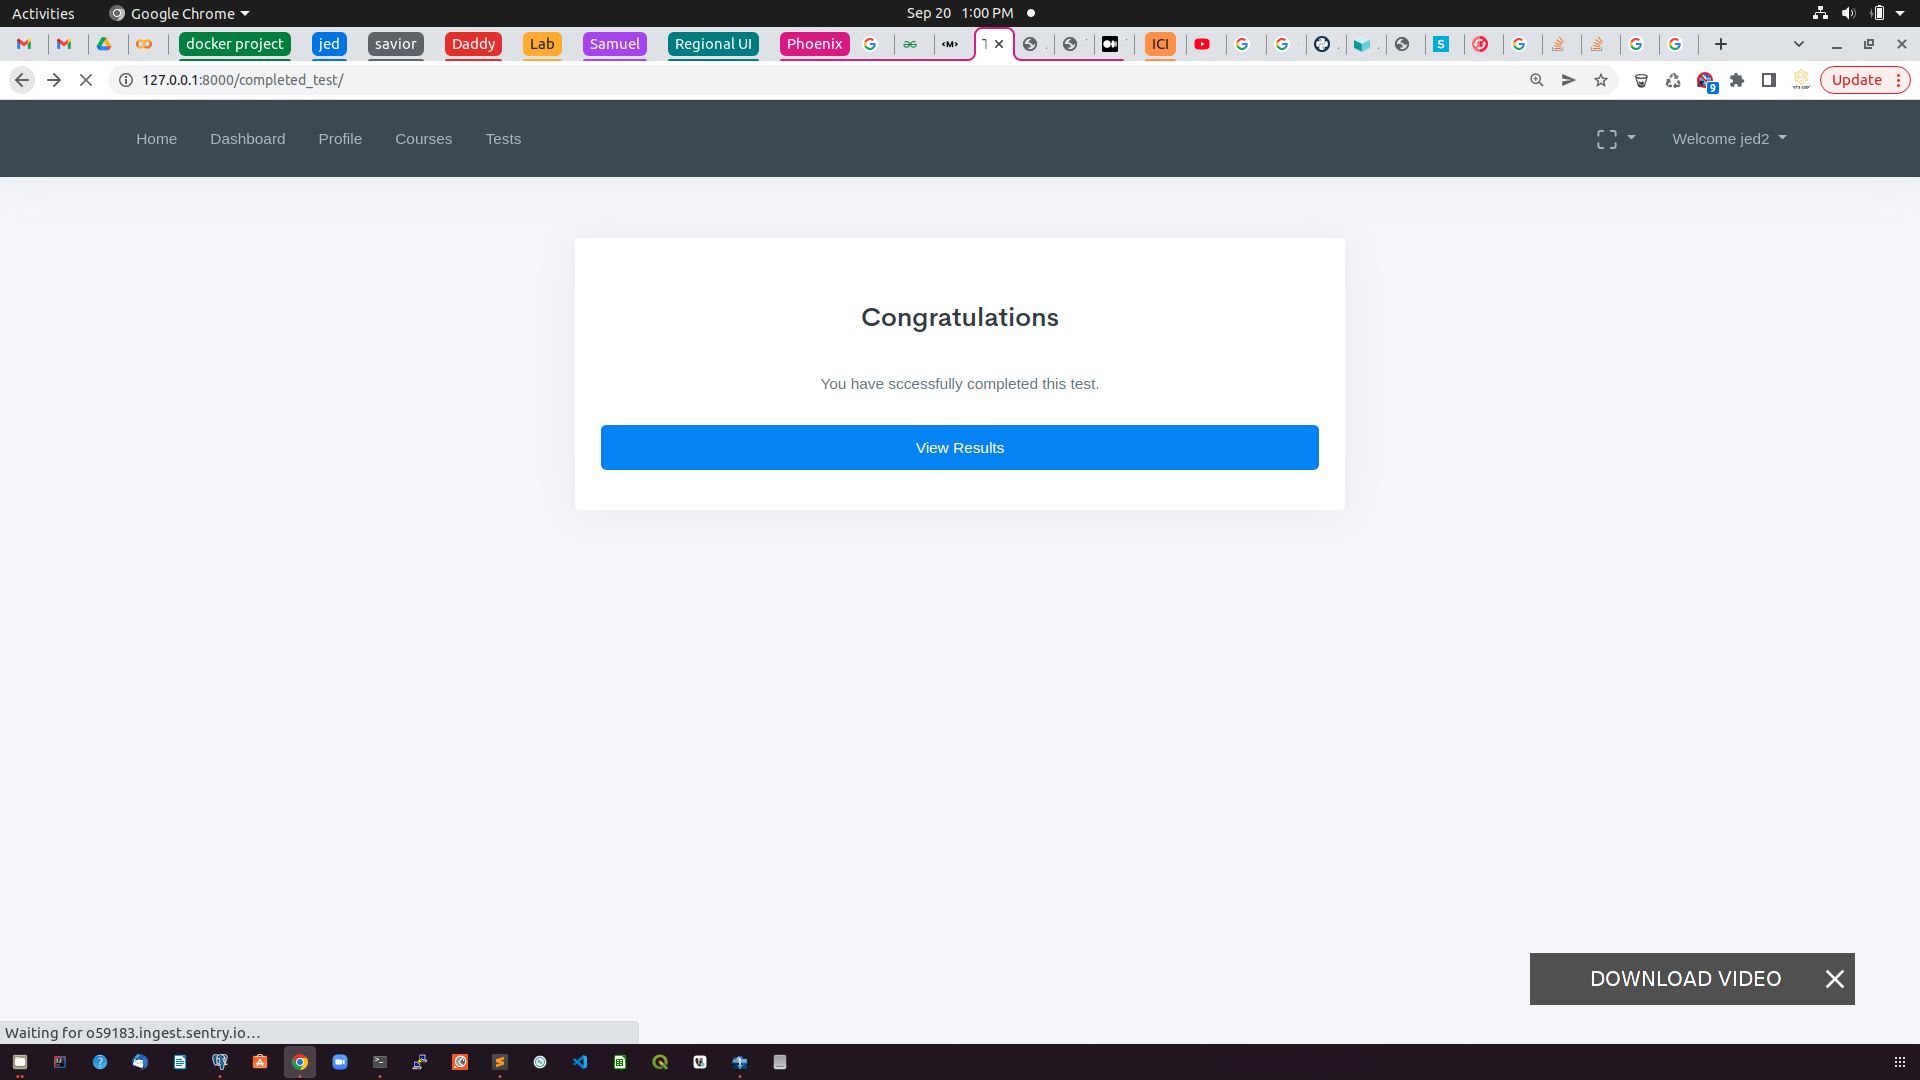 Activities
Google Chrome
Sep 20 1:00 PM
docker project
jed
savior
Daddy
Lab
Samuel
Regional UI
Phoenix
ICI
127.0.0.1:8000/completed_test/
9
Update
Home
Dashboard
Profile
Courses
Tests
Welcome jed2
Congratulations
You have sccessfully completed this test.
View Results
DOWNLOAD VIDEO
Waiting for o59183.ingest.sentry.io…